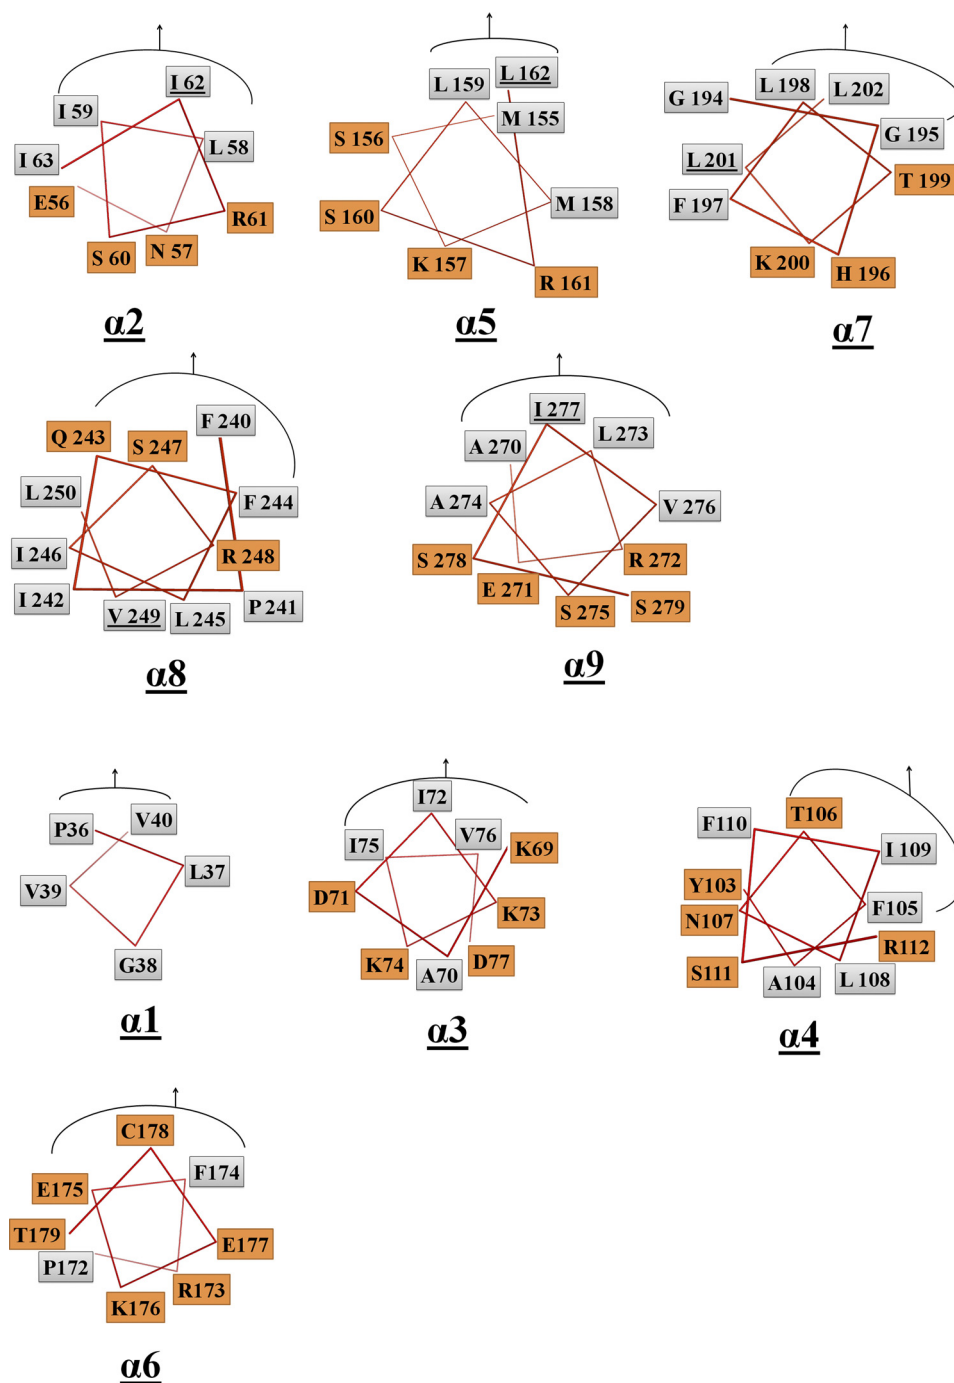 I 62
I 59
L 58
I 63
E56
R61
N 57
S 60
α2
L 159
L 162
M 155
S 156
M 158
S 160
K 157
R 161
α5
L 198
L 202
G 194
G 195
L 201
T 199
F 197
K 200
H 196
α7
F 240
Q 243
S 247
L 250
F 244
I 246
R 248
I 242
V 249
L 245
P 241
α8
I 277
A 270
L 273
A 274
V 276
S 278
R 272
E 271
S 275
S 279
α9
P36
V40
L37
V39
G38
α1
I72
I75
V76
K69
D71
K73
K74
A70
D77
α3
T106
F110
I 109
Y103
F105
N107
R112
S111
A104
L 108
α4
C178
F174
E175
T179
E177
P172
R173
K176
α6